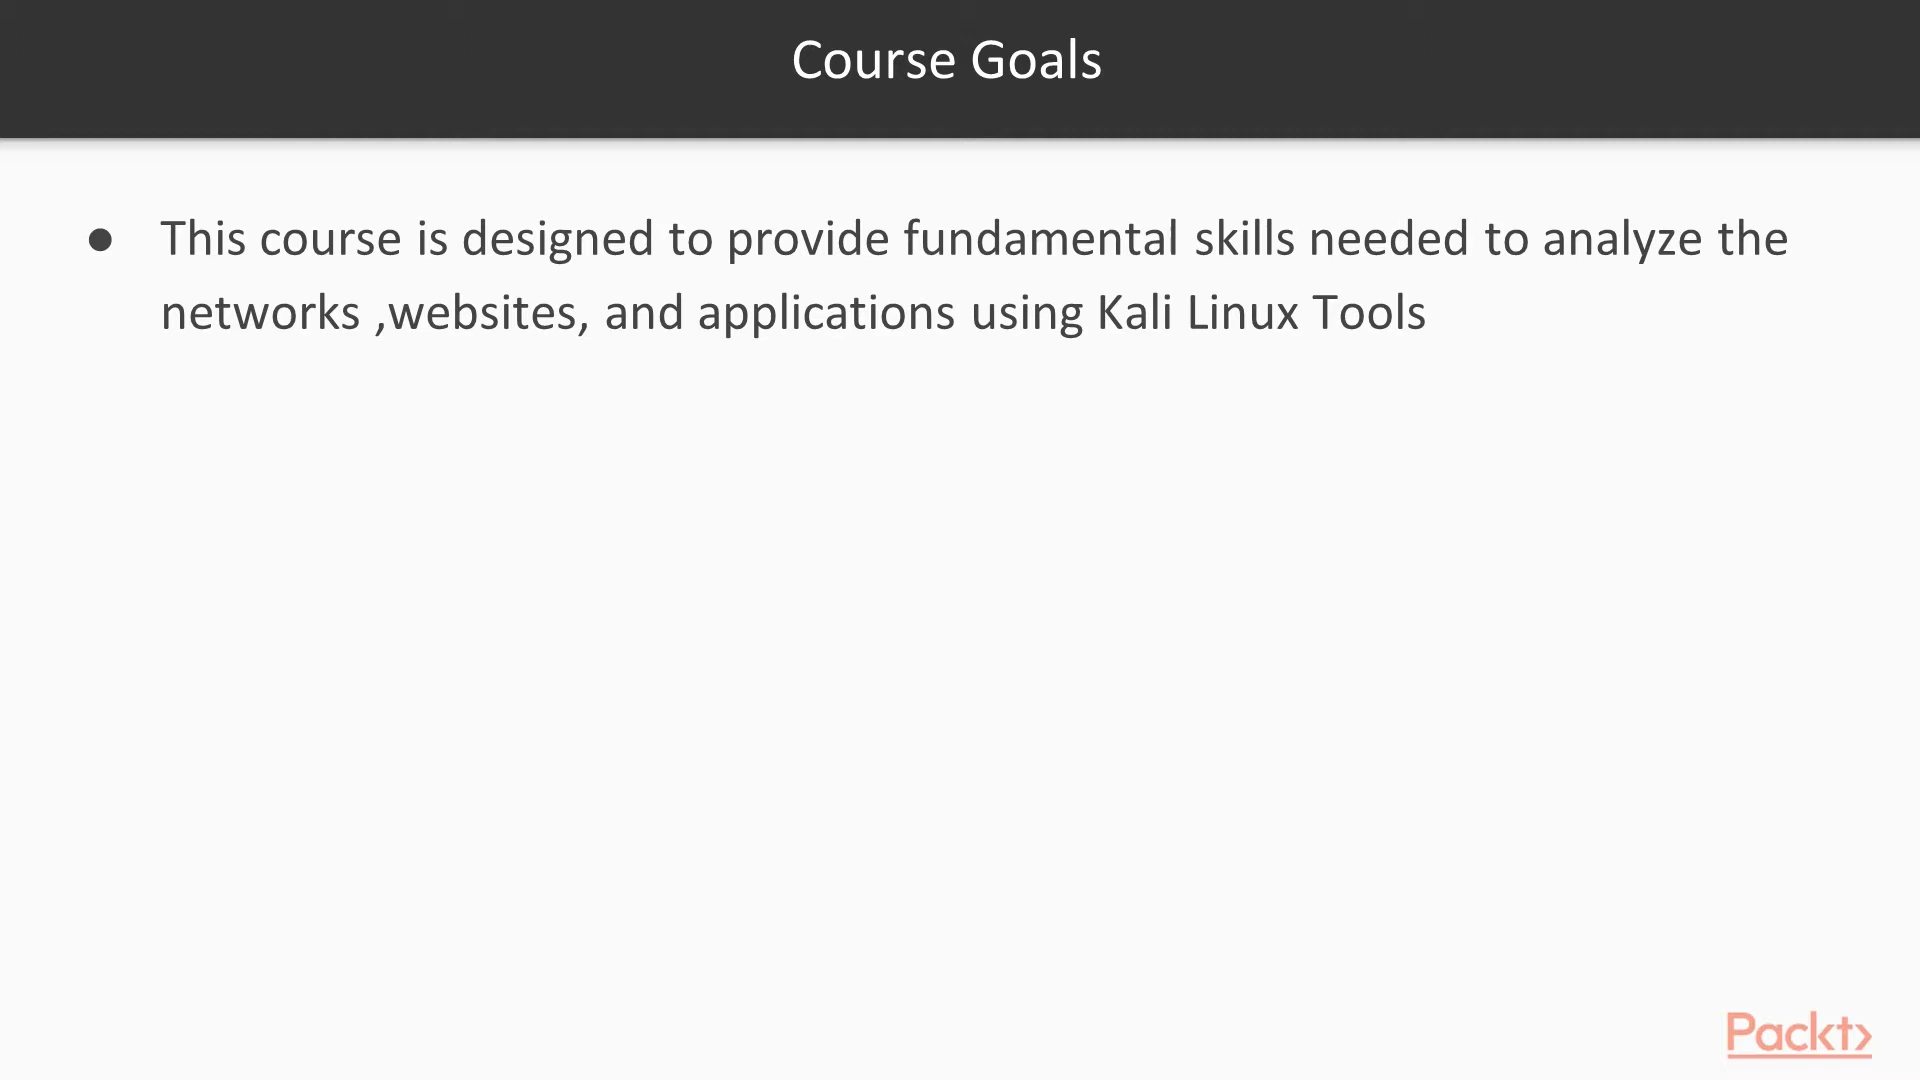 Course Goals
● This course is designed to provide fundamental skills needed to analyze the
networks ,websites, and applications using Kali Linux Tools
Packt>